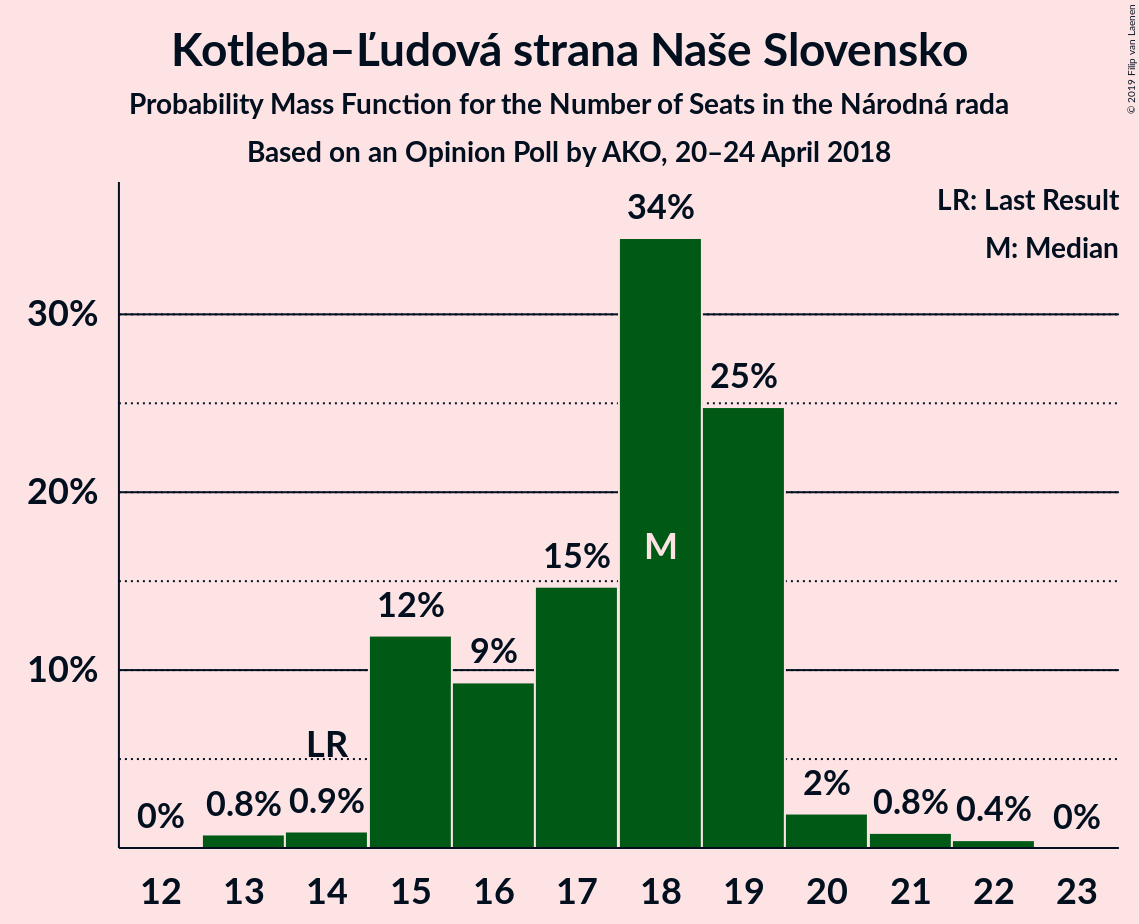 Kotleba–Ľudová strana Naše Slovensko
Probability Mass Function for the Number of Seats in the Národná rada
Based on an Opinion Poll by AKO, 20–24 April 2018
© 2019 Filip van Laenen
LR: Last Result
M: Median
30%
20%
10%
0%
0.8%
0.9%
LR
12%
9%
15%
34%
M
25%
2%
0.8%
0.4%
0%
12 13 14 15 16 17 18 19 20 21 22 23